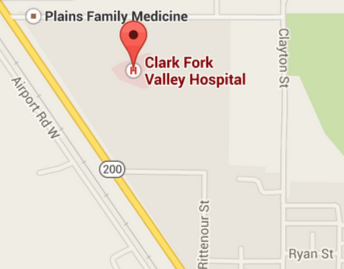 Plains Family Medicine
H
Clark Fork
Valley Hospital
Clayton St
Airport Rd W
200
Rittenour St
Ryan St